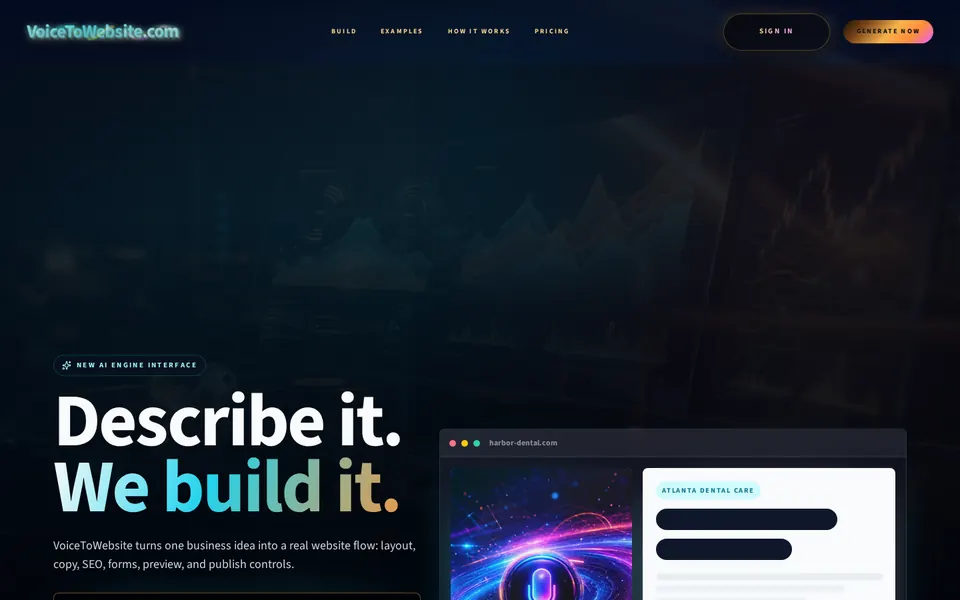 VoiceToWebsite.com
BUILD
EXAMPLES
HOW IT WORKS
PRICING
SIGN IN
GENERATE NOW
NEW AI ENGINE INTERFACE
Describe it.
We build it.
VoiceToWebsite turns one business idea into a real website flow: layout,
copy, SEO, forms, preview, and publish controls.
harbor-dental.com
ATLANTA DENTAL CARE